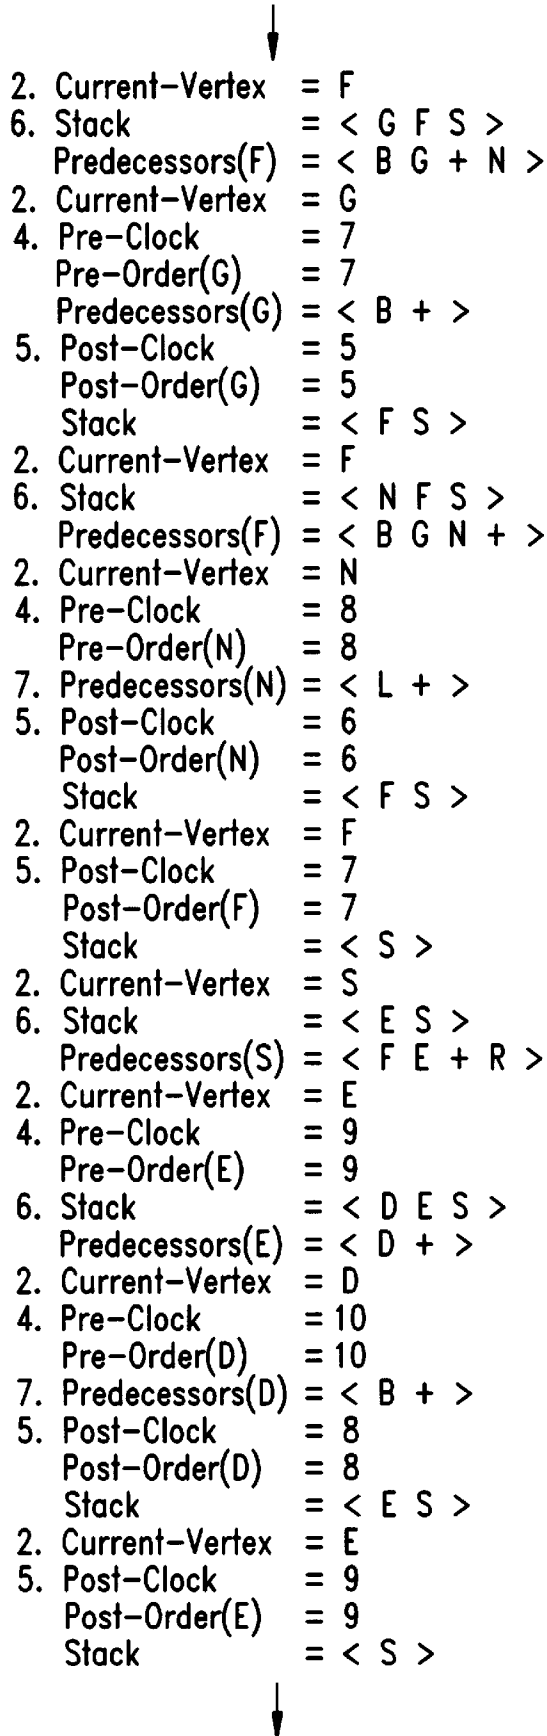 2. Current-Vertex = F
6. Stack = < G F S >
Predecessors(F) = < B G + N >
2. Current-Vertex = G
4. Pre-Clock = 7
Pre-Order(G) = 7
Predecessors(G) = < B + >
5. Post-Clock = 5
Post-Order(G) = 5
Stack = < F S >
2. Current-Vertex = F
6. Stack = < N F S >
Predecessors(F) = < B G N + >
2. Current-Vertex = N
4. Pre-Clock = 8
Pre-Order(N) = 8
7. Predecessors(N) = < L + >
5. Post-Clock = 6
Post-Order(N) = 6
Stack = < F S >
2. Current-Vertex = F
5. Post-Clock = 7
Post-Order(F) = 7
Stack = < S >
2. Current-Vertex = S
6. Stack = < E S >
Predecessors(S) = < F E + R >
2. Current-Vertex = E
4. Pre-Clock = 9
Pre-Order(E) = 9
6. Stack = < D E S >
Predecessors(E) = < D + >
2. Current-Vertex = D
4. Pre-Clock = 10
Pre-Order(D) = 10
7. Predecessors(D) = < B + >
5. Post-Clock = 8
Post-Order(D) = 8
Stack = < E S >
2. Current-Vertex = E
5. Post-Clock = 9
Post-Order(E) = 9
Stack = < S >